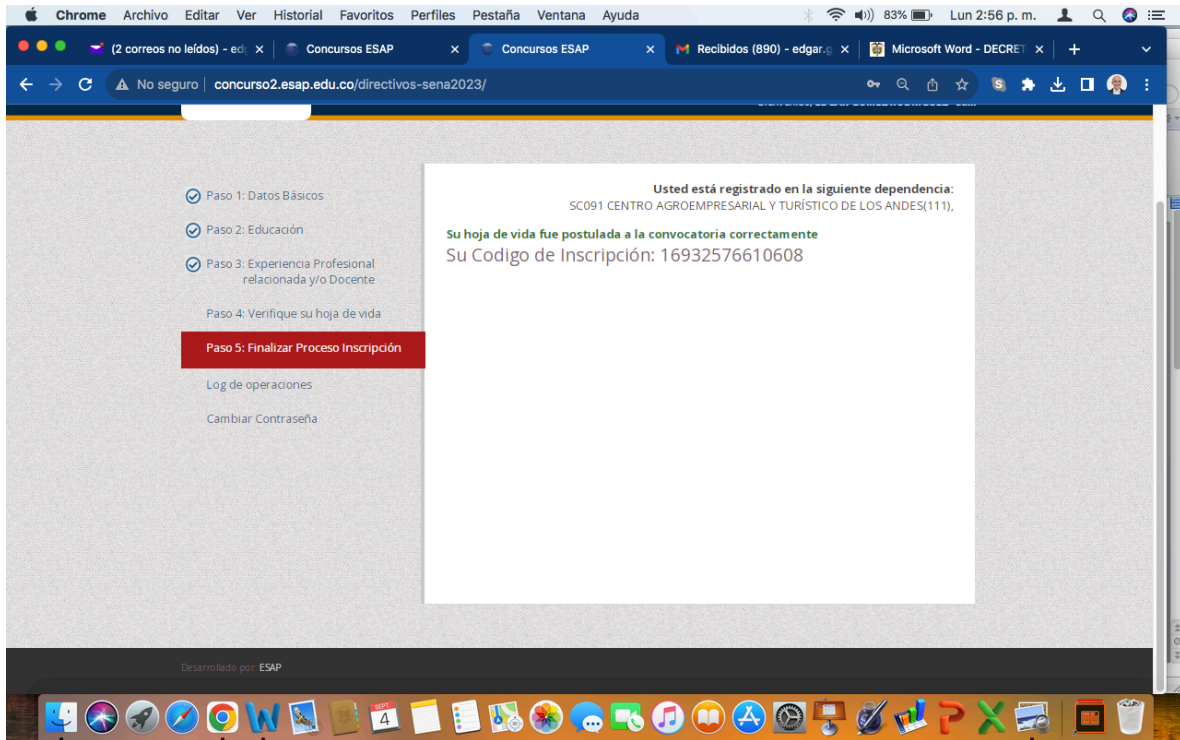 Chrome Archivo Editar Ver Historial Favoritos Perfiles Pestaña Ventana Ayuda 83% Lun 2:56 p. m.
(2 correos no leídos) - ed Concursos ESAP Concursos ESAP Recibidos (890) - edgar.g Microsoft Word - DECRET
No seguro concurso2.esap.edu.co/directivos-sena2023/
Usted está registrado en la siguiente dependencia:
SC091 CENTRO AGROEMPRESARIAL Y TURÍSTICO DE LOS ANDES(111),
Su hoja de vida fue postulada a la convocatoria correctamente
Su Codigo de Inscripción: 16932576610608
Paso 1: Datos Básicos
Paso 2: Educación
Paso 3: Experiencia Profesional
relacionada y/o Docente
Paso 4: Verifique su hoja de vida
Paso 5: Finalizar Proceso Inscripción
Log de operaciones
Cambiar Contraseña
Desarrollado por: ESAP
SEPT
4